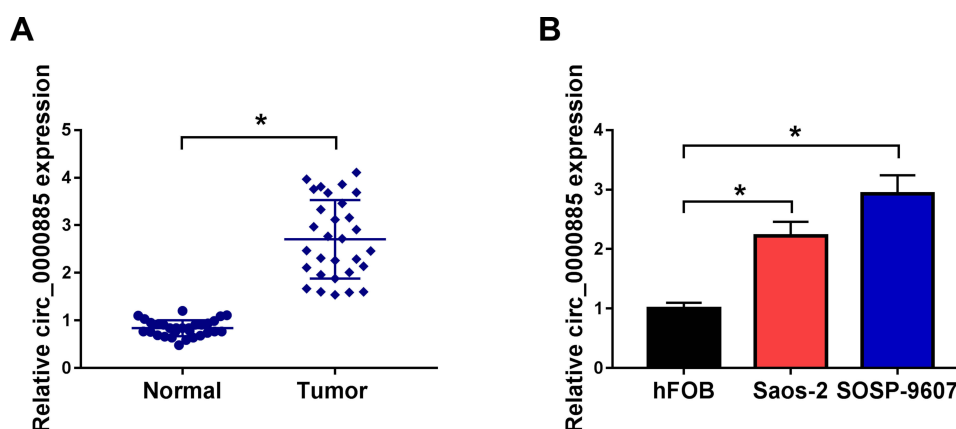 A
Relative circ_0000885 expression
5
4
3
2
1
0
*
Normal
Tumor
B
Relative circ_0000885 expression
4
3
2
1
0
*
*
hFOB
Saos-2
SOSP-9607